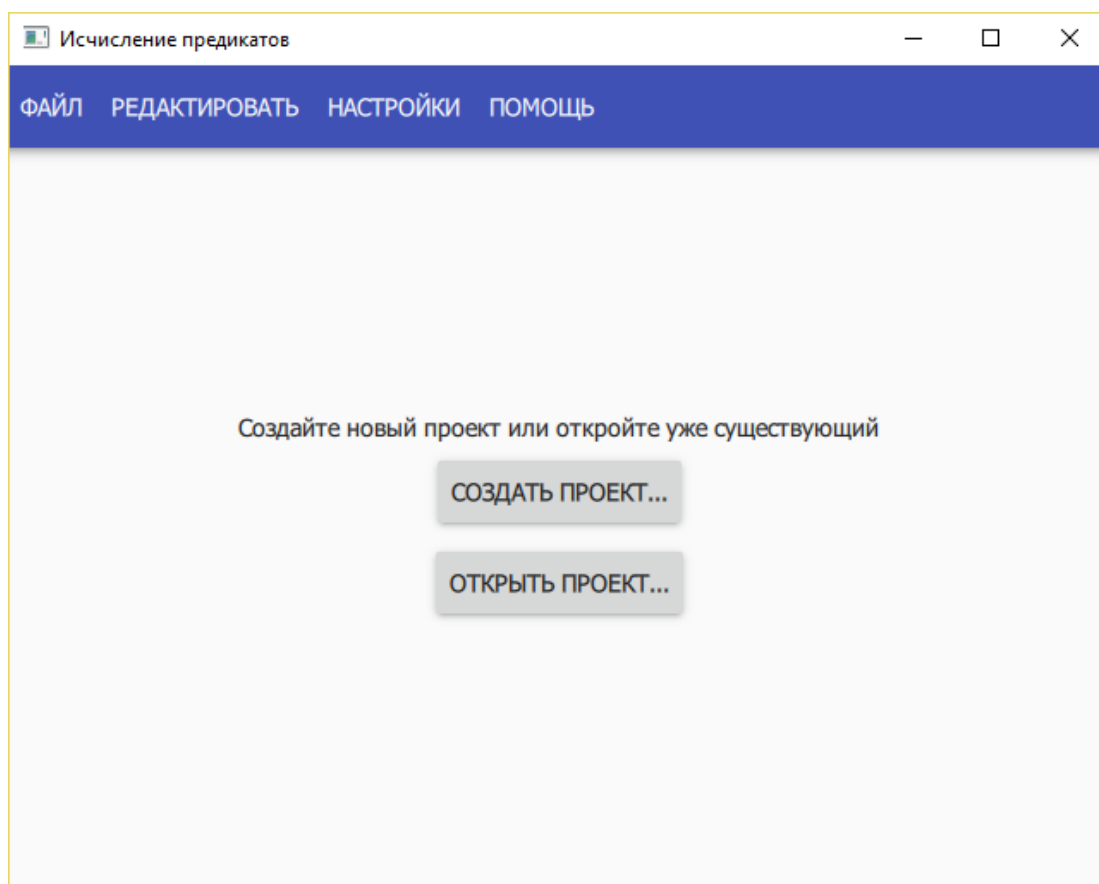 Исчисление предикатов
ФАЙЛ РЕДАКТИРОВАТЬ НАСТРОЙКИ ПОМОЩЬ
Создайте новый проект или откройте уже существующий
СОЗДАТЬ ПРОЕКТ...
ОТКРЫТЬ ПРОЕКТ...